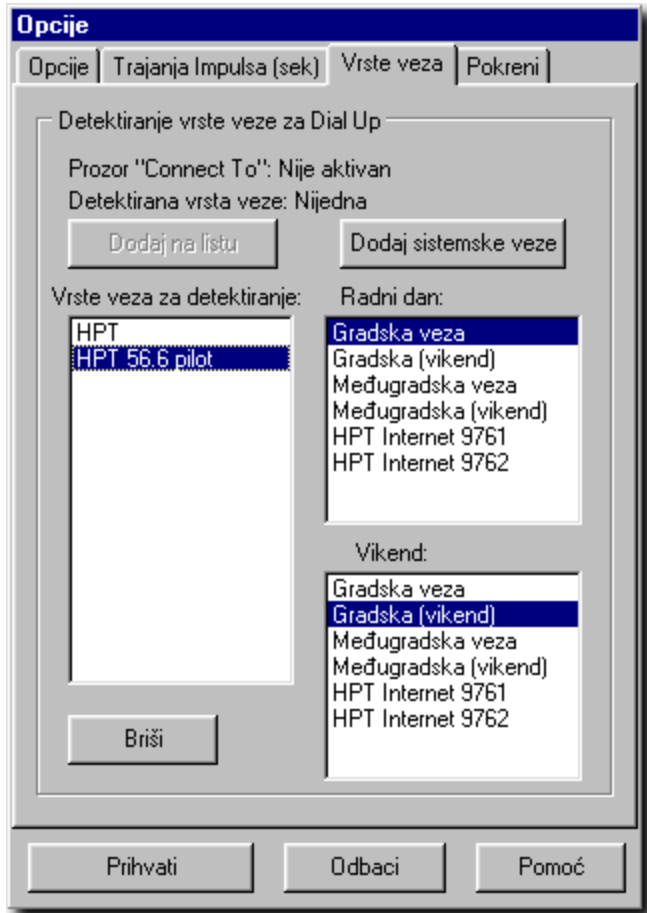 Opcije
Opcije Trajanja Impulsa (sek) Vrste veza Pokreni
Detektiranje vrste veze za Dial Up
Prozor "Connect To": Nije aktivan
Detektirana vrsta veze: Nijedna
Dodaj na listu Dodaj sistemske veze
Vrste veza za detektiranje:
HPT
HPT 56.6 pilot
Briši
Radni dan:
Gradska veza
Gradska (vikend)
Međugradska veza
Međugradska (vikend)
HPT Internet 9761
HPT Internet 9762
Vikend:
Gradska veza
Gradska (vikend)
Međugradska veza
Međugradska (vikend)
HPT Internet 9761
HPT Internet 9762
Prihvati Odbaci Pomoć